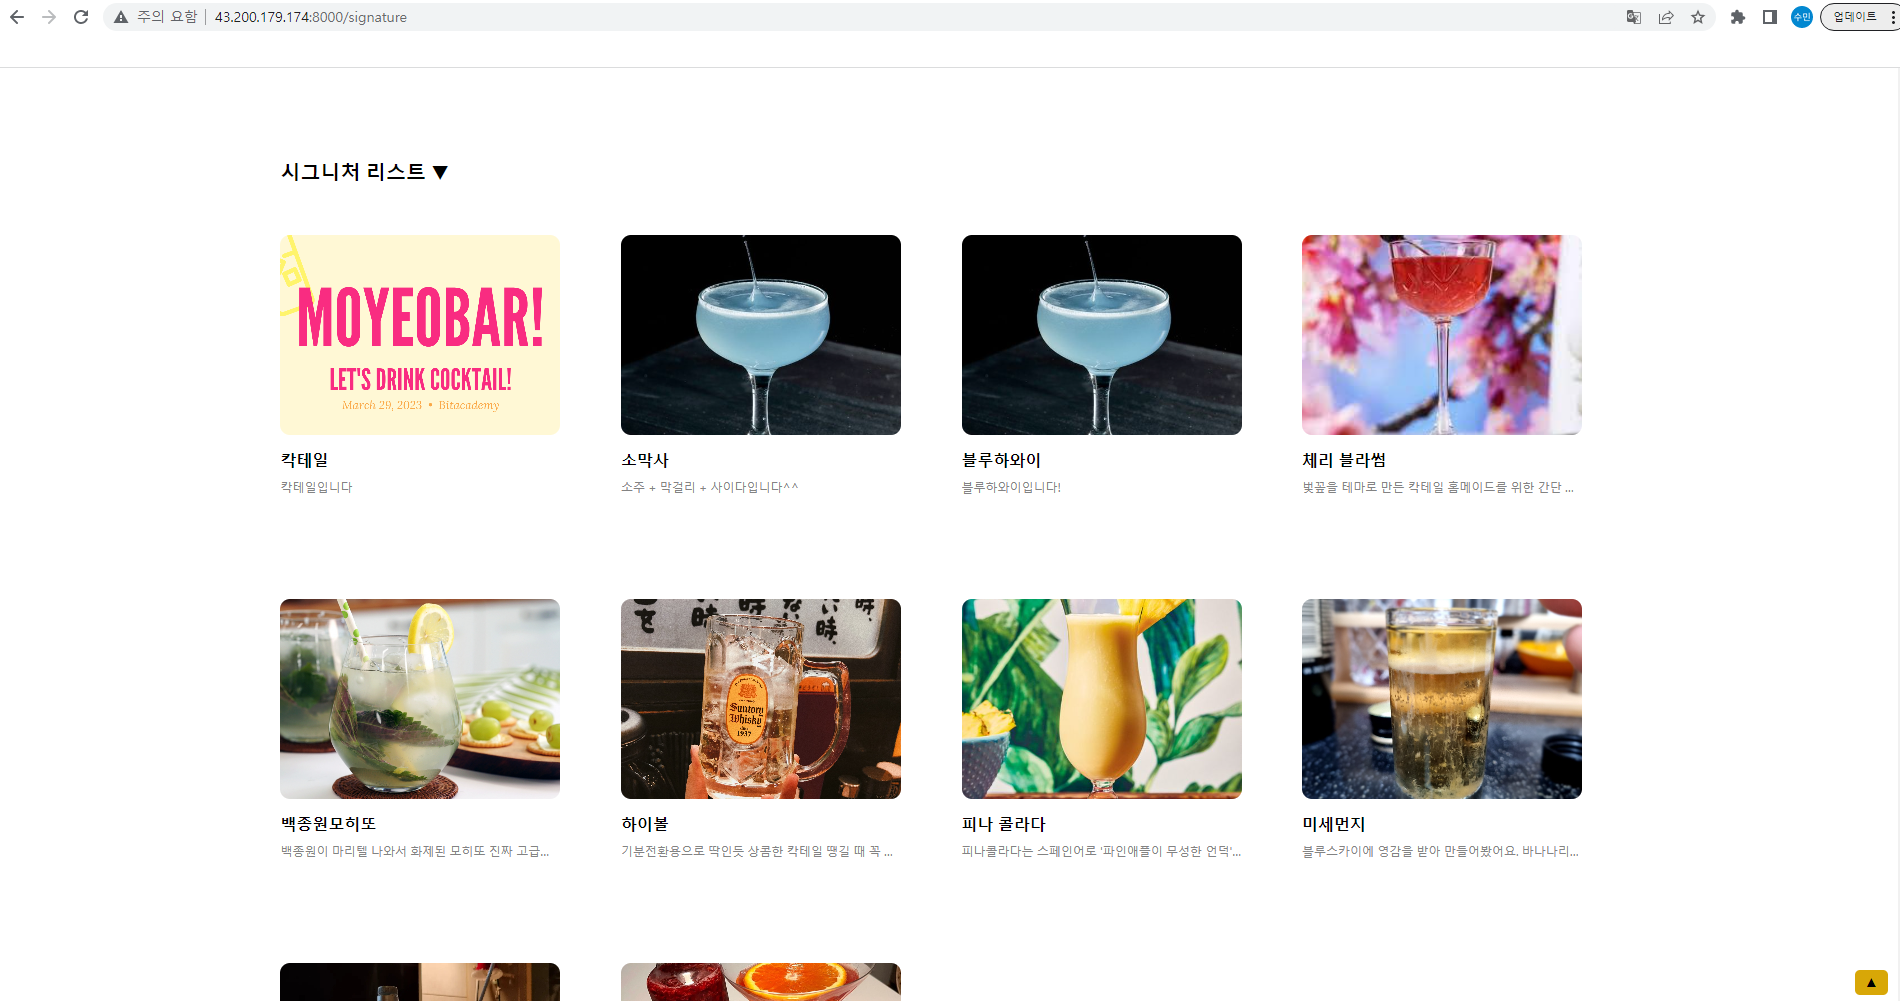 주의 요함
43.200.179.174:8000/signature
수민
업데이트
시그니처 리스트 ▼
MOYEOBAR!
LET'S DRINK COCKTAIL!
March 29, 2023 • Bitacademy
칵테일
칵테일입니다
소막사
소주 + 막걸리 + 사이다입니다^^
블루하와이
블루하와이입니다!
체리 블라썸
벚꽃을 테마로 만든 칵테일 홈메이드를 위한 간단 ...
Suntory
Whisky
1937
백종원모히또
백종원이 마리텔 나와서 화제된 모히또 진짜 고급...
하이볼
기분전환용으로 딱인듯 상콤한 칵테일 땡길 때 꼭 ...
피나 콜라다
피나콜라다는 스페인어로 '파인애플이 무성한 언덕'...
미세먼지
블루스카이에 영감을 받아 만들어봤어요. 바나나리...
▲